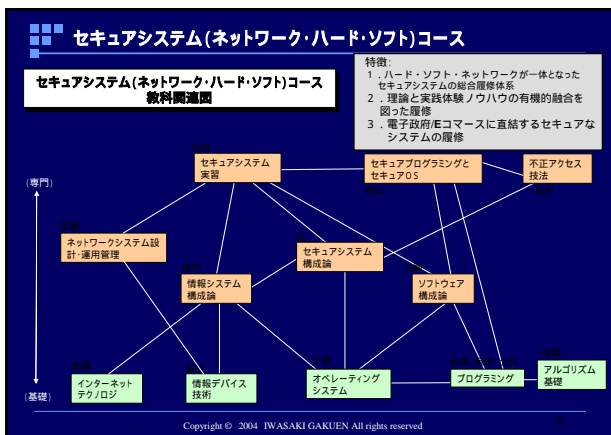 セキュアシステム(ネットワーク・ハード・ソフト)コース
セキュアシステム(ネットワーク・ハード・ソフト)コース
教科関連図
特徴:
1．ハード・ソフト・ネットワークが一体となった
セキュアシステムの総合履修体系
2．理論と実践体験ノウハウの有機的融合を
図った履修
3．電子政府/Eコマースに直結するセキュアな
システムの履修
セキュアシステム
実習
セキュアプログラミングと
セキュアOS
不正アクセス
技法
(専門)
ネットワークシステム設
計・運用管理
セキュアシステム
構成論
情報システム
構成論
ソフトウェア
構成論
インターネット
テクノロジ
情報デバイス
技術
オペレーティング
システム
プログラミング
アルゴリズム
基礎
(基礎)
Copyright © 2004 IWASAKI GAKUEN All rights reserved